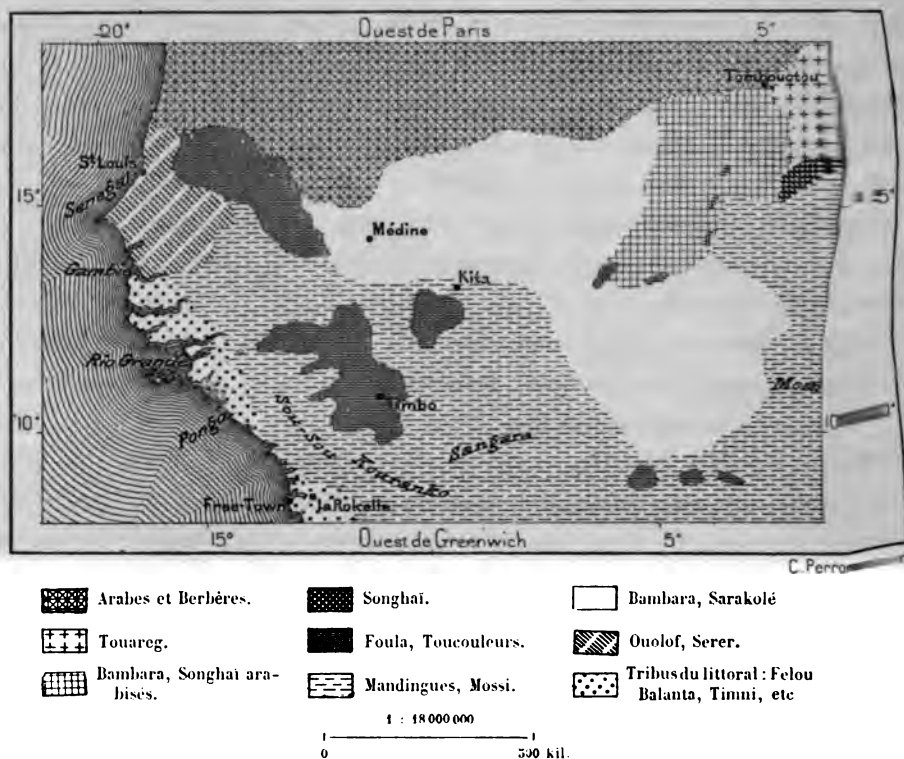 20°
Ouest de Paris
5°
Tombouctou
St Louis
Senegal
15°
15
Médine
Gambie
Kita
Rio Grande
Mossi
10°
Timbo
10°
Pongo
Sou-Sou
Kouranko
Sangara
Free-Town
la Rokelle
15°
Ouest de Greenwich
5°
C. Perro
Arabes et Berbères.
Songhaï.
Bambara, Sarakolé
Touareg.
Foula, Toucouleurs.
Ouolof, Serer.
Bambara, Songhaï ara-
bisés.
Mandingues, Mossi.
Tribus du littoral : Felou
Balanta, Timni, etc
1 : 18 000 000
0
500 kil.